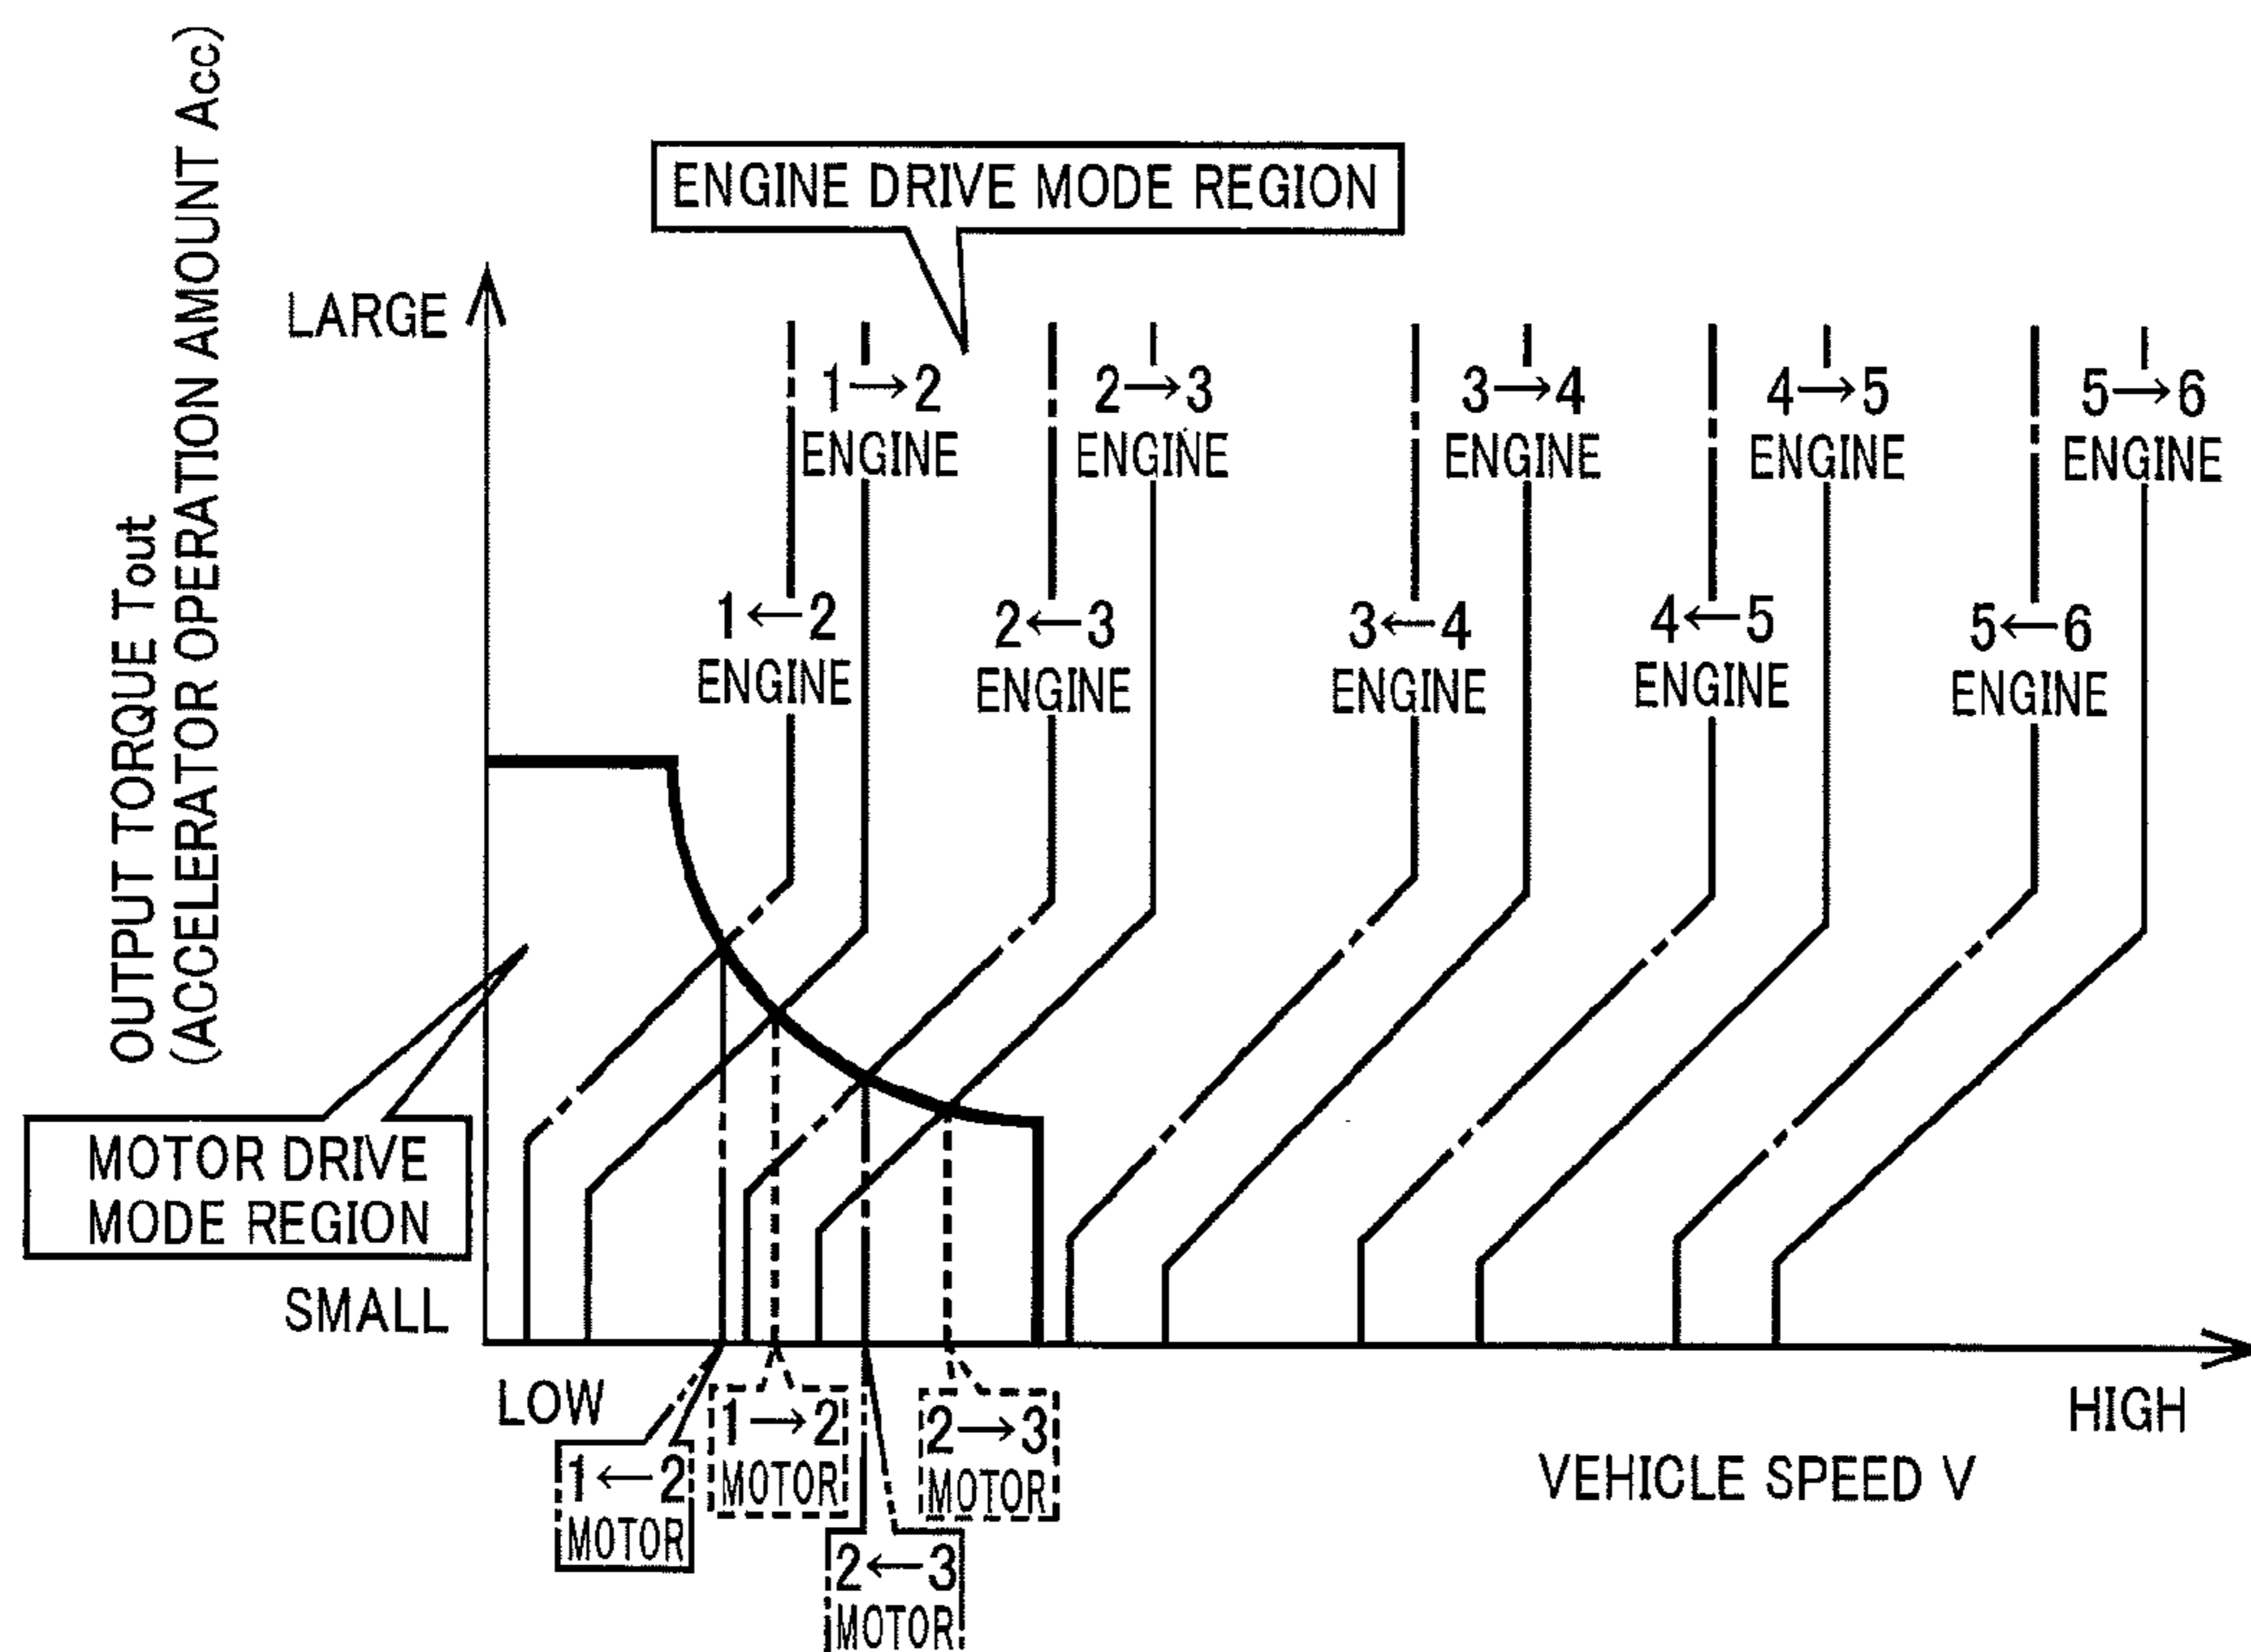 ENGINE DRIVE MODE REGION
OUTPUT TORQUE Tout
(ACCELERATOR OPERATION AMOUNT Acc)
LARGE
1→2
ENGINE
2→3
ENGINE
3→4
ENGINE
4→5
ENGINE
5→6
ENGINE
1←2
ENGINE
2←3
ENGINE
3←4
ENGINE
4←5
ENGINE
5←6
ENGINE
MOTOR DRIVE
MODE REGION
SMALL
LOW
HIGH
VEHICLE SPEED V
1←2
MOTOR
1→2
MOTOR
2←3
MOTOR
2→3
MOTOR